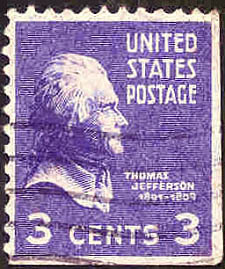 UNITED
STATES
POSTAGE
THOMAS
JEFFERSON
1801-1809
3 CENTS 3